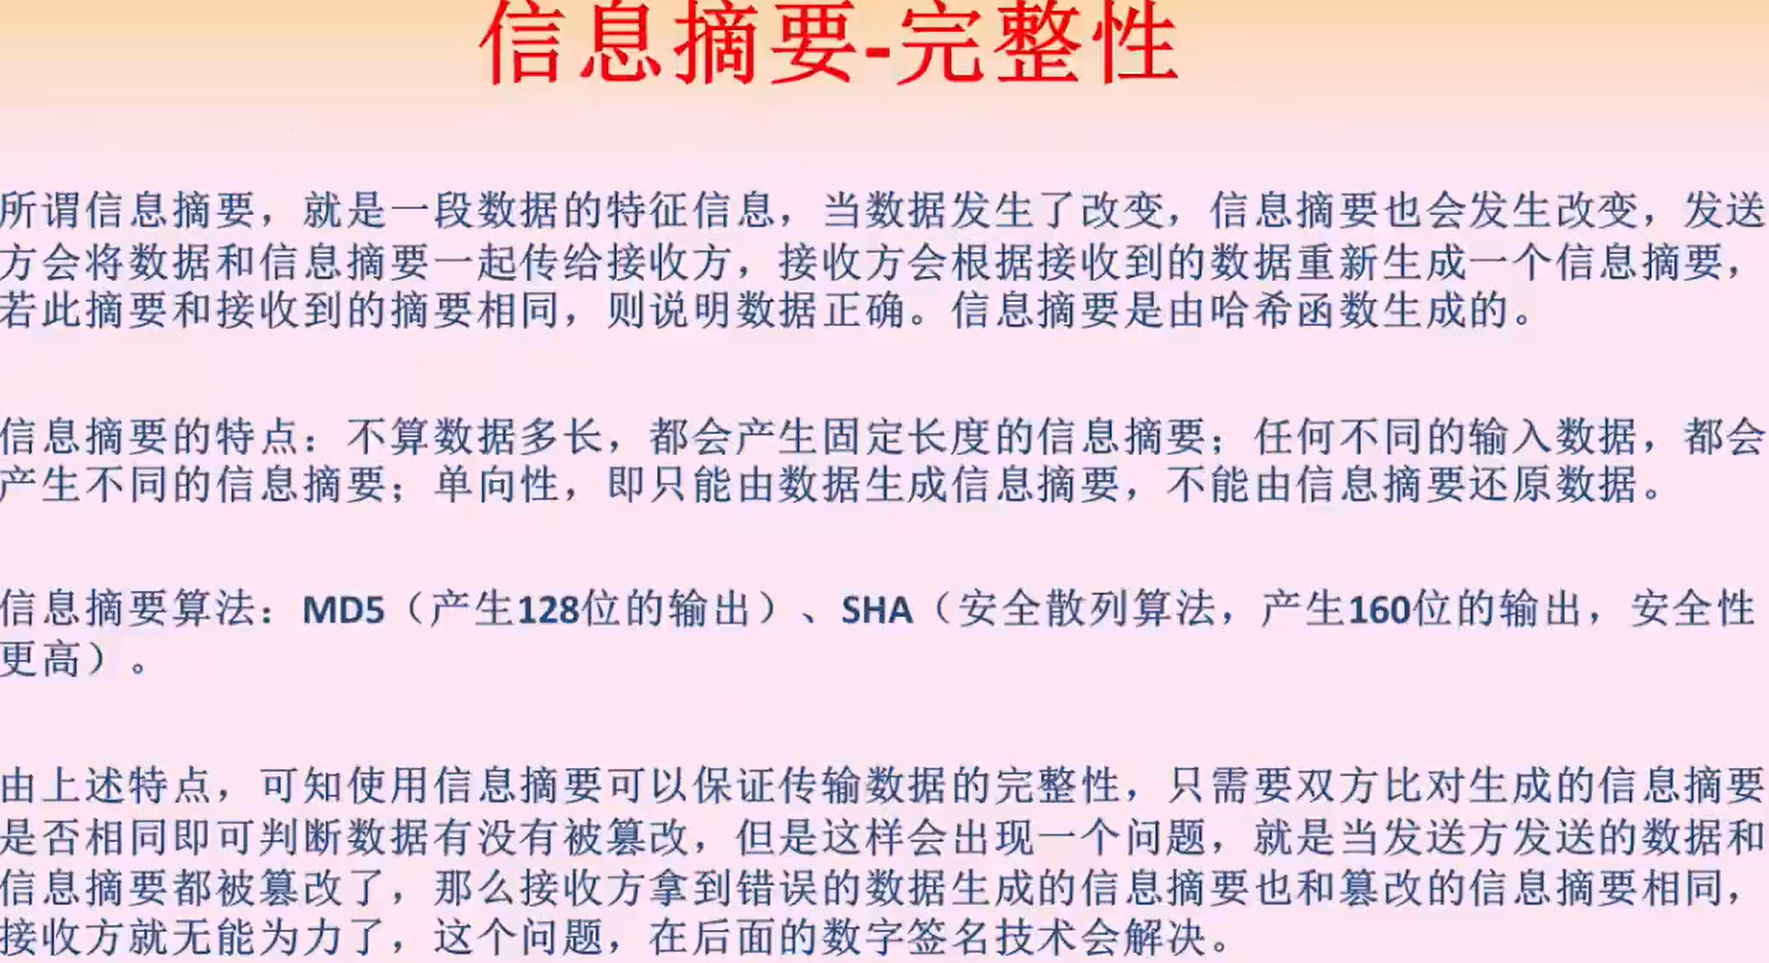 信息摘要-完整性
所谓信息摘要，就是一段数据的特征信息，当数据发生了改变，信息摘要也会发生改变，发送
方会将数据和信息摘要一起传给接收方，接收方会根据接收到的数据重新生成一个信息摘要，
若此摘要和接收到的摘要相同，则说明数据正确。信息摘要是由哈希函数生成的。
信息摘要的特点：不算数据多长，都会产生固定长度的信息摘要；任何不同的输入数据，都会
产生不同的信息摘要；单向性，即只能由数据生成信息摘要，不能由信息摘要还原数据。
信息摘要算法：MD5（产生128位的输出）、SHA（安全散列算法，产生160位的输出，安全性
更高）。
由上述特点，可知使用信息摘要可以保证传输数据的完整性，只需要双方比对生成的信息摘要
是否相同即可判断数据有没有被篡改，但是这样会出现一个问题，就是当发送方发送的数据和
信息摘要都被篡改了，那么接收方拿到错误的数据生成的信息摘要也和篡改的信息摘要相同，
接收方就无能为力了，这个问题，在后面的数字签名技术会解决。